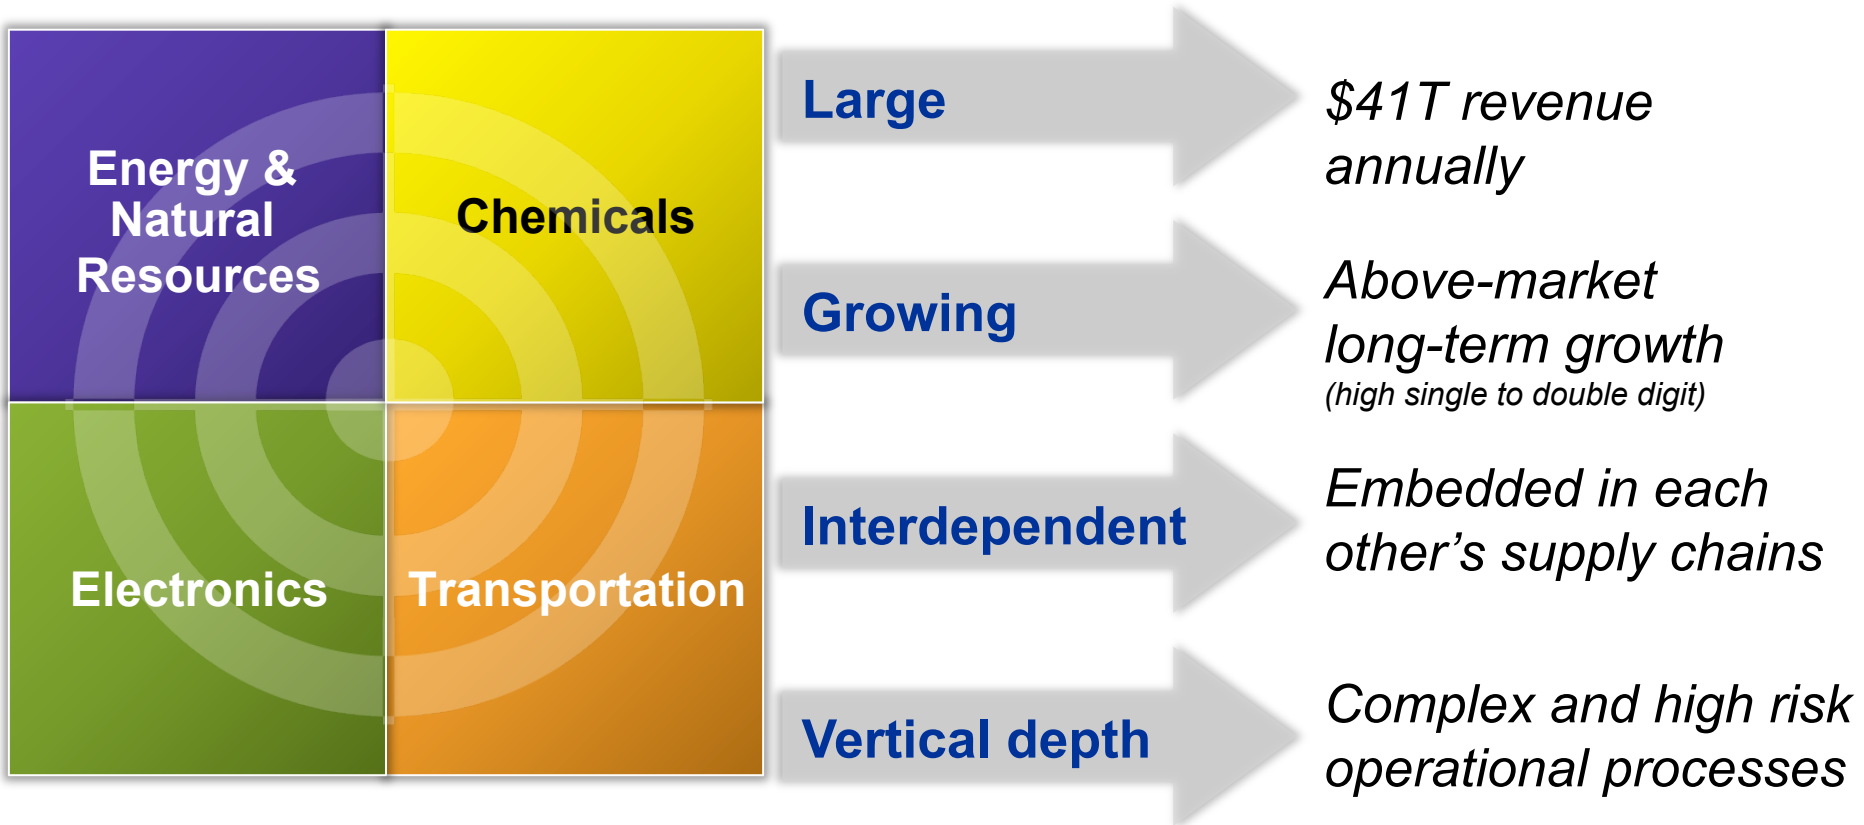 Energy &
Natural
Resources
Chemicals
Electronics
Transportation
Large
$41T revenue
annually
Growing
Above-market
long-term growth
(high single to double digit)
Interdependent
Embedded in each
other’s supply chains
Vertical depth
Complex and high risk
operational processes